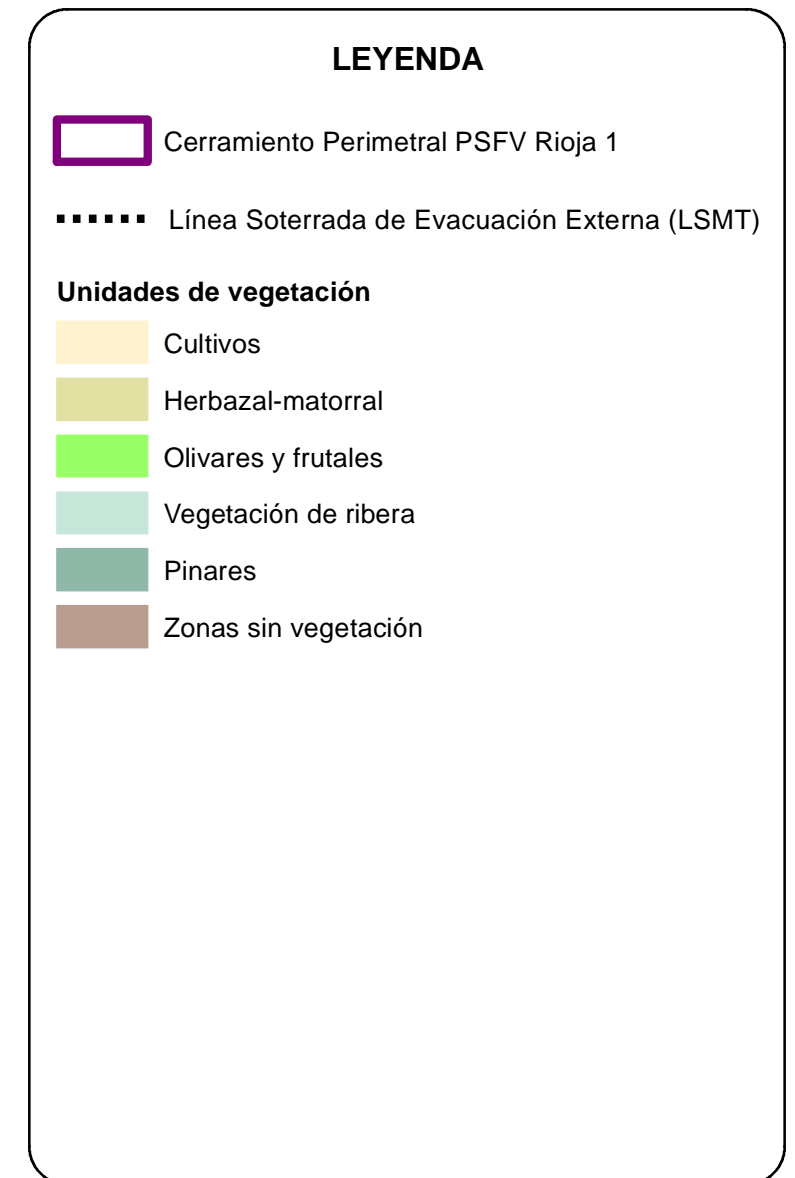 LEYENDA
Cerramiento Perimetral PSFV Rioja 1
Línea Soterrada de Evacuación Externa (LSMT)
Unidades de vegetación
Cultivos
Herbazal-matorral
Olivares y frutales
Vegetación de ribera
Pinares
Zonas sin vegetación